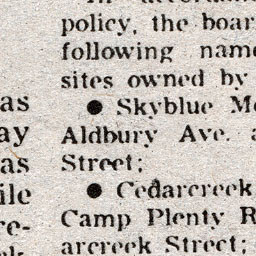 policy, the boar
following name
sites owned by
• Skyblue M
Aldbury Ave. a
Street;
• Cedarcreek
Camp Plenty R
arcreek Street;
as
ay
as
ile
re-